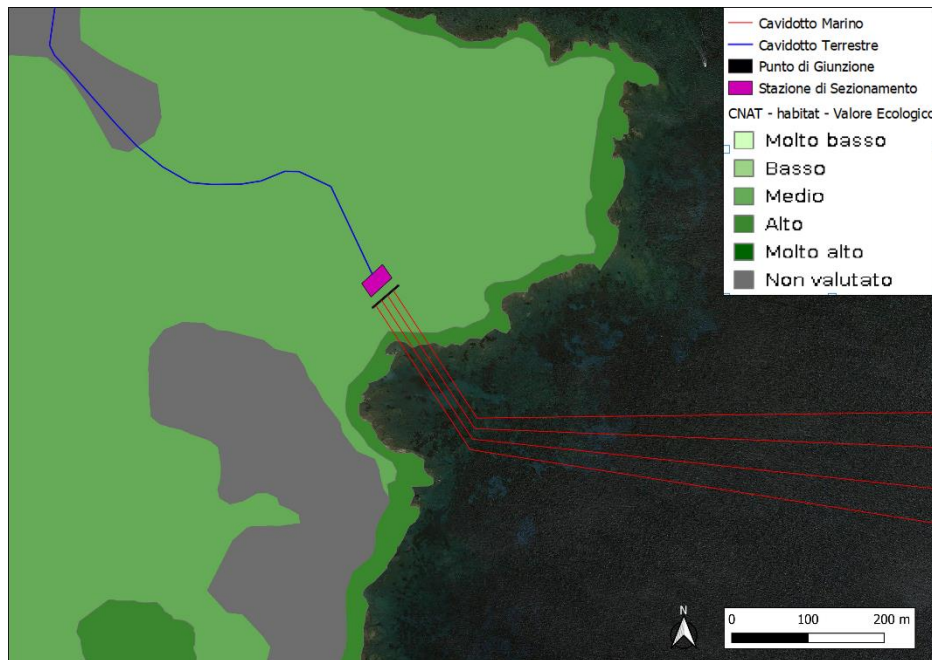 Cavidotto Marino
Cavidotto Terrestre
Punto di Giunzione
Stazione di Sezionamento
CNAT - habitat - Valore Ecologico
Molto basso
Basso
Medio
Alto
Molto alto
Non valutato
N
0 100 200 m